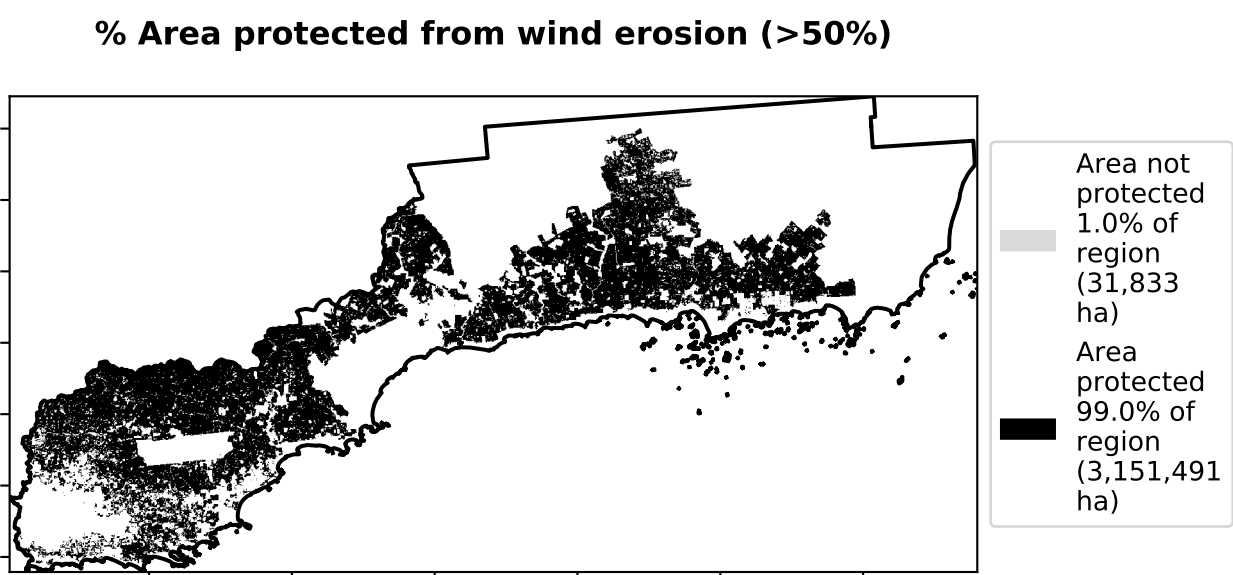 % Area protected from wind erosion (>50%)
Area not
protected
1.0% of
region
(31,833
ha)
Area
protected
99.0% of
region
(3,151,491
ha)